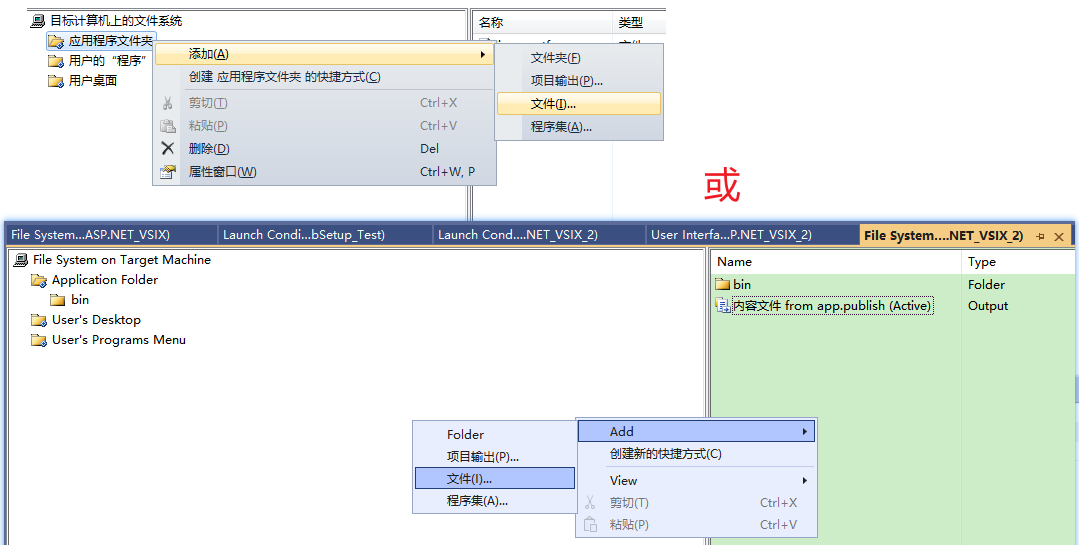 目标计算机上的文件系统
名称 类型
应用程序文件夹
用户的“程序”
用户桌面
添加(A)
创建 应用程序文件夹 的快捷方式(C)
剪切(T) Ctrl+X
粘贴(P) Ctrl+V
删除(D) Del
属性窗口(W) Ctrl+W, P
文件夹(F)
项目输出(P)...
文件(I)...
程序集(A)...
或
File System...ASP.NET_VSIX) Launch Condi...bSetup_Test) Launch Cond....NET_VSIX_2) User Interfa...P.NET_VSIX_2) File System....NET_VSIX_2)
File System on Target Machine
Application Folder
bin
User's Desktop
User's Programs Menu
Name Type
bin Folder
内容文件 from app.publish (Active) Output
Folder
项目输出(P)...
文件(I)...
程序集(A)...
Add
创建新的快捷方式(C)
View
剪切(T) Ctrl+X
粘贴(P) Ctrl+V